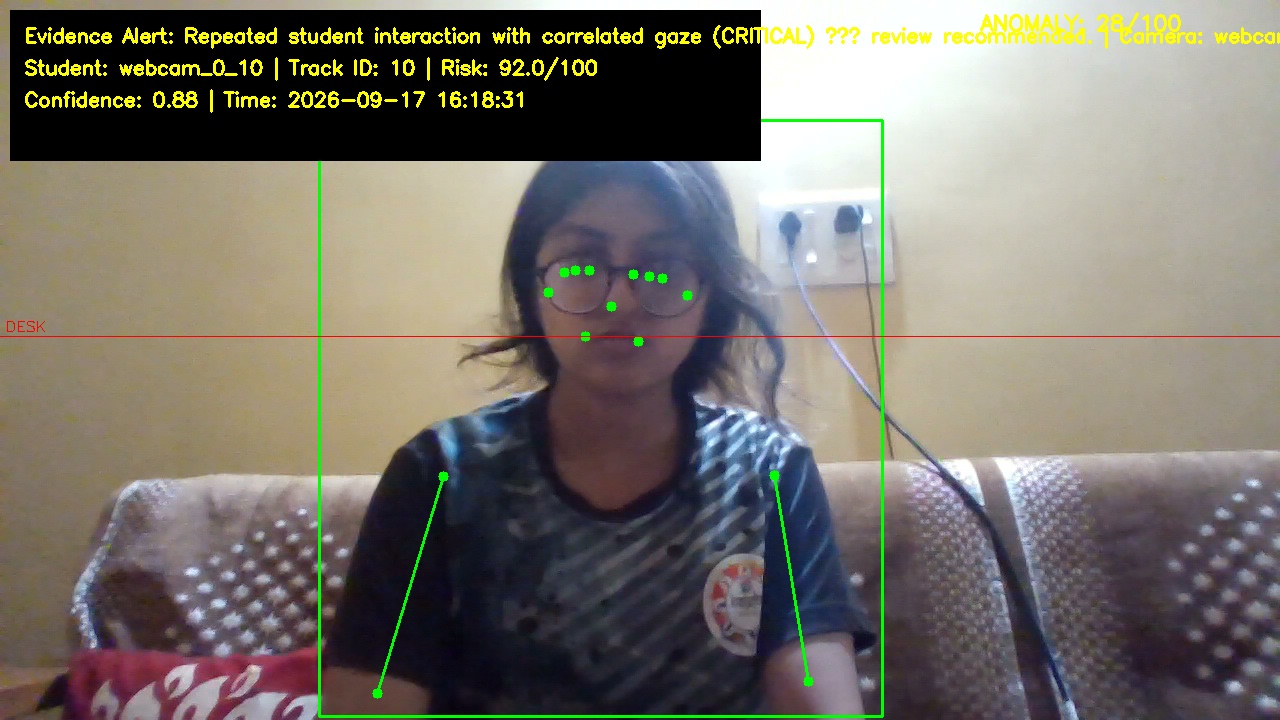 ANOMALY: 28/100
Evidence Alert: Repeated student interaction with correlated gaze (CRITICAL) ??? review recommended. | Camera: webca
Student: webcam_0_10 | Track ID: 10 | Risk: 92.0/100
Confidence: 0.88 | Time: 2026-09-17 16:18:31
DESK